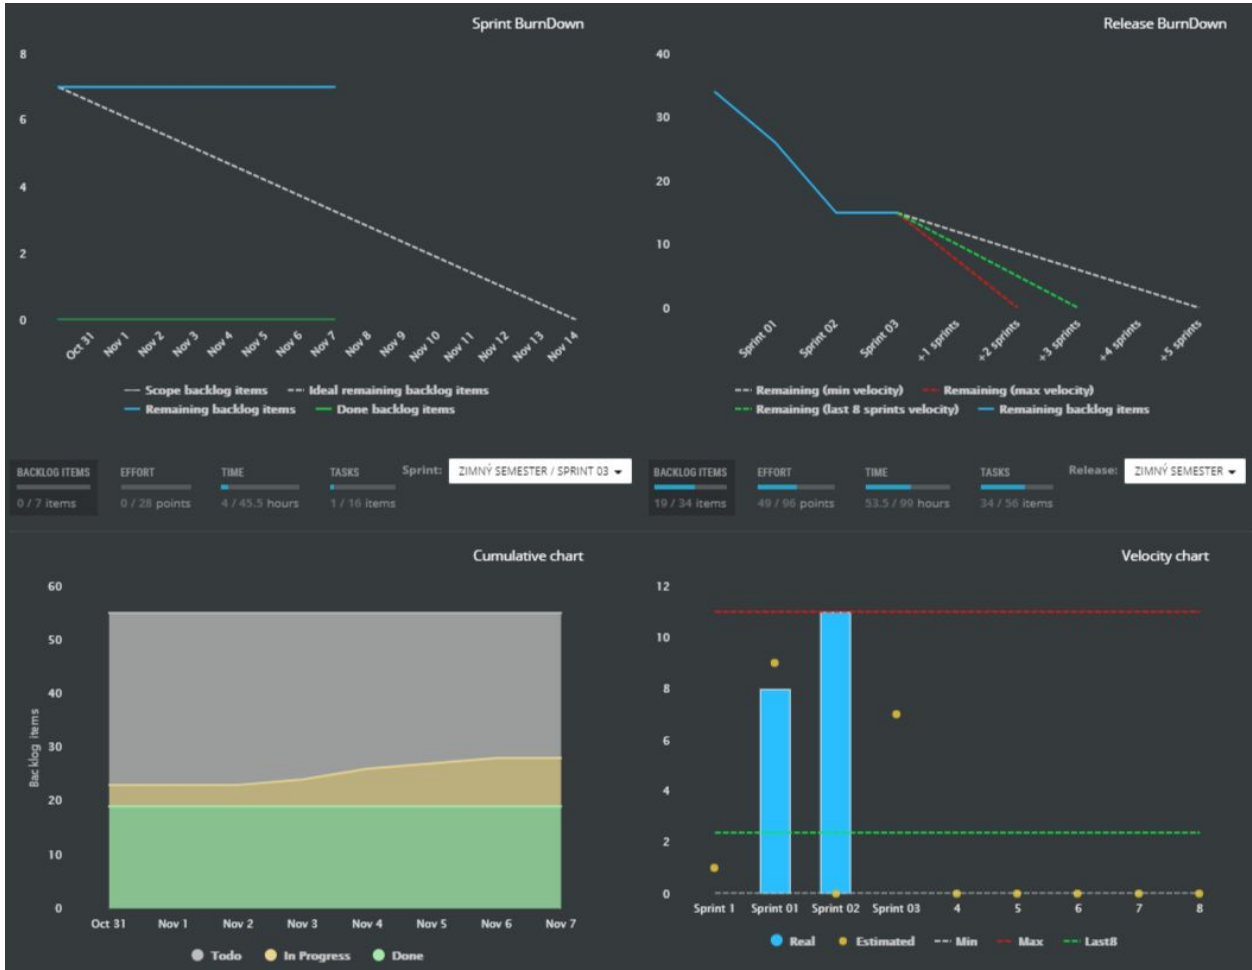 Sprint BurnDown
8
6
4
2
0
Oct 31 Nov 1 Nov 2 Nov 3 Nov 4 Nov 5 Nov 6 Nov 7 Nov 8 Nov 9 Nov 10 Nov 11 Nov 12 Nov 13 Nov 14
Scope backlog items Ideal remaining backlog items
Remaining backlog items Done backlog items
Release BurnDown
40
30
20
10
0
Sprint 01 Sprint 02 Sprint 03 +1 sprints +2 sprints +3 sprints +4 sprints +5 sprints
Remaining (min velocity) Remaining (max velocity)
Remaining (last 8 sprints velocity) Remaining backlog items
BACKLOG ITEMS EFFORT TIME TASKS Sprint: ZIMNÝ SEMESTER / SPRINT 03
0 / 7 items 0 / 28 points 4 / 45.5 hours 1 / 16 items
BACKLOG ITEMS EFFORT TIME TASKS Release: ZIMNÝ SEMESTER
19 / 34 items 49 / 96 points 53.5 / 99 hours 34 / 56 items
Cumulative chart
60
50
40
30
20
10
0
Backlog items
Oct 31 Nov 1 Nov 2 Nov 3 Nov 4 Nov 5 Nov 6 Nov 7
Todo In Progress Done
Velocity chart
12
10
8
6
4
2
0
Sprint 1 Sprint 01 Sprint 02 Sprint 03 4 5 6 7 8
Real Estimated Min Max Last8